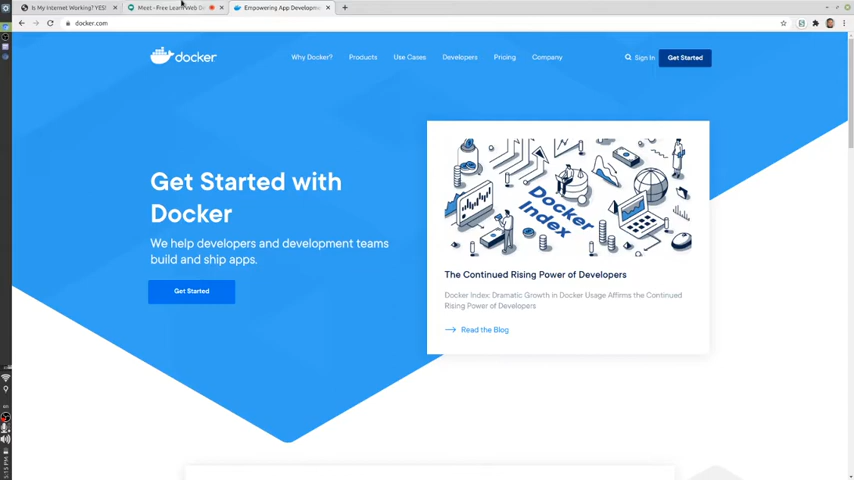 Is My Internet Working? YES!
Meet - Free Learn Web D
Empowering App Developme
docker.com
docker
Why Docker?
Products
Use Cases
Developers
Pricing
Company
Sign In
Get Started
Get Started with
Docker
We help developers and development teams
build and ship apps.
Get Started
Docker
Index
The Continued Rising Power of Developers
Docker Index: Dramatic Growth in Docker Usage Affirms the Continued
Rising Power of Developers
Read the Blog
5:15 PM